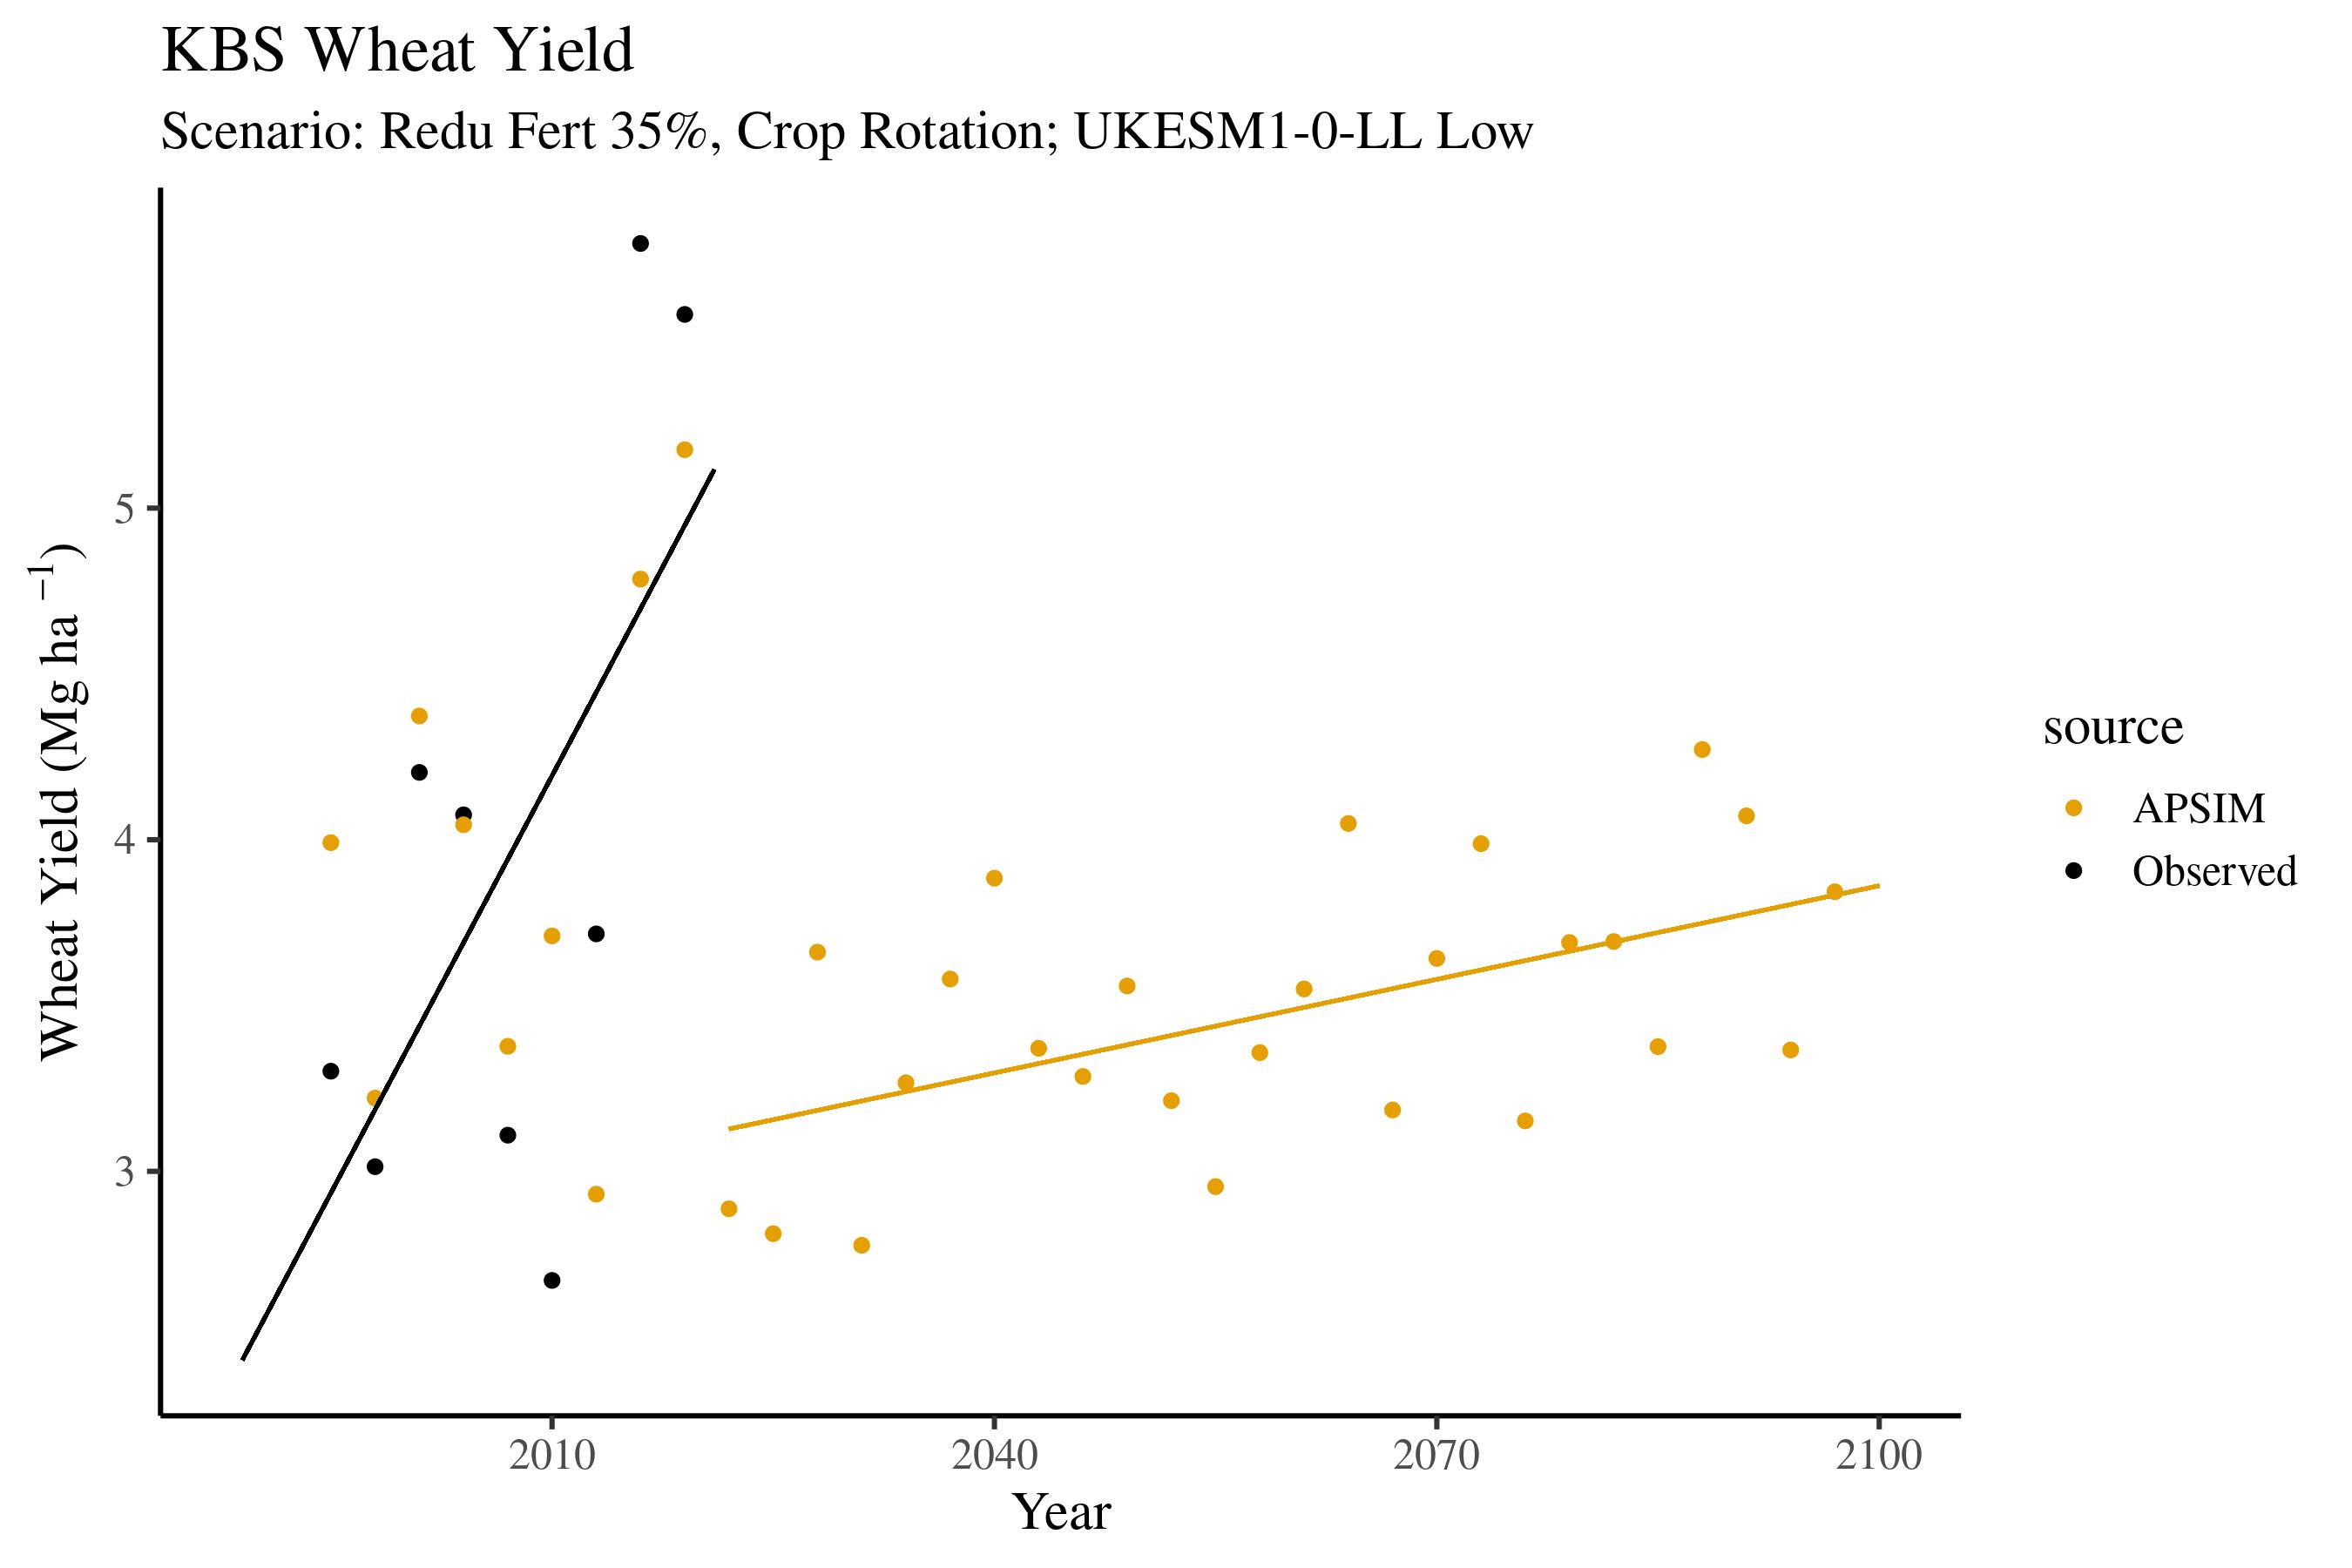 KBS Wheat Yield
Scenario: Redu Fert 35%, Crop Rotation; UKESM1-0-LL Low
Wheat Yield (Mg ha⁻¹)
5
4
3
2010
2040
2070
2100
Year
source
APSIM
Observed